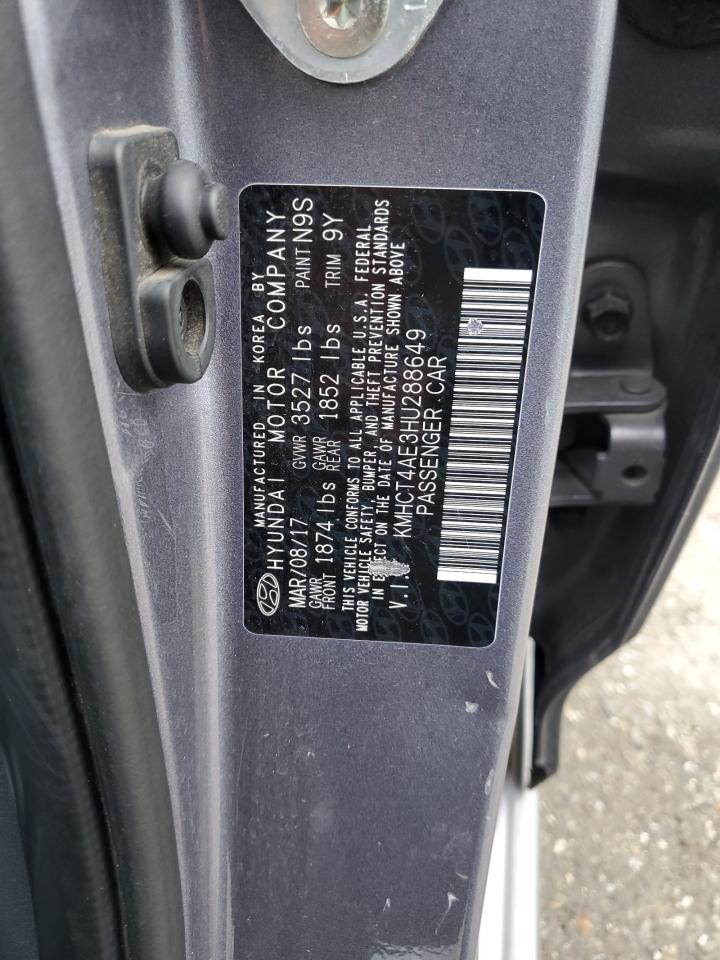 MANUFACTURED IN KOREA BY
HYUNDAI MOTOR COMPANY
MAR/08/17 GVWR 3527 lbs PAINT N9S
GAWR FRONT 1874 lbs GAWR REAR 1852 lbs TRIM 9Y
THIS VEHICLE CONFORMS TO ALL APPLICABLE U.S.A. FEDERAL
MOTOR VEHICLE SAFETY, BUMPER, AND THEFT PREVENTION STANDARDS
IN EFFECT ON THE DATE OF MANUFACTURE SHOWN ABOVE
KMHCT4AE3HU288649
PASSENGER CAR